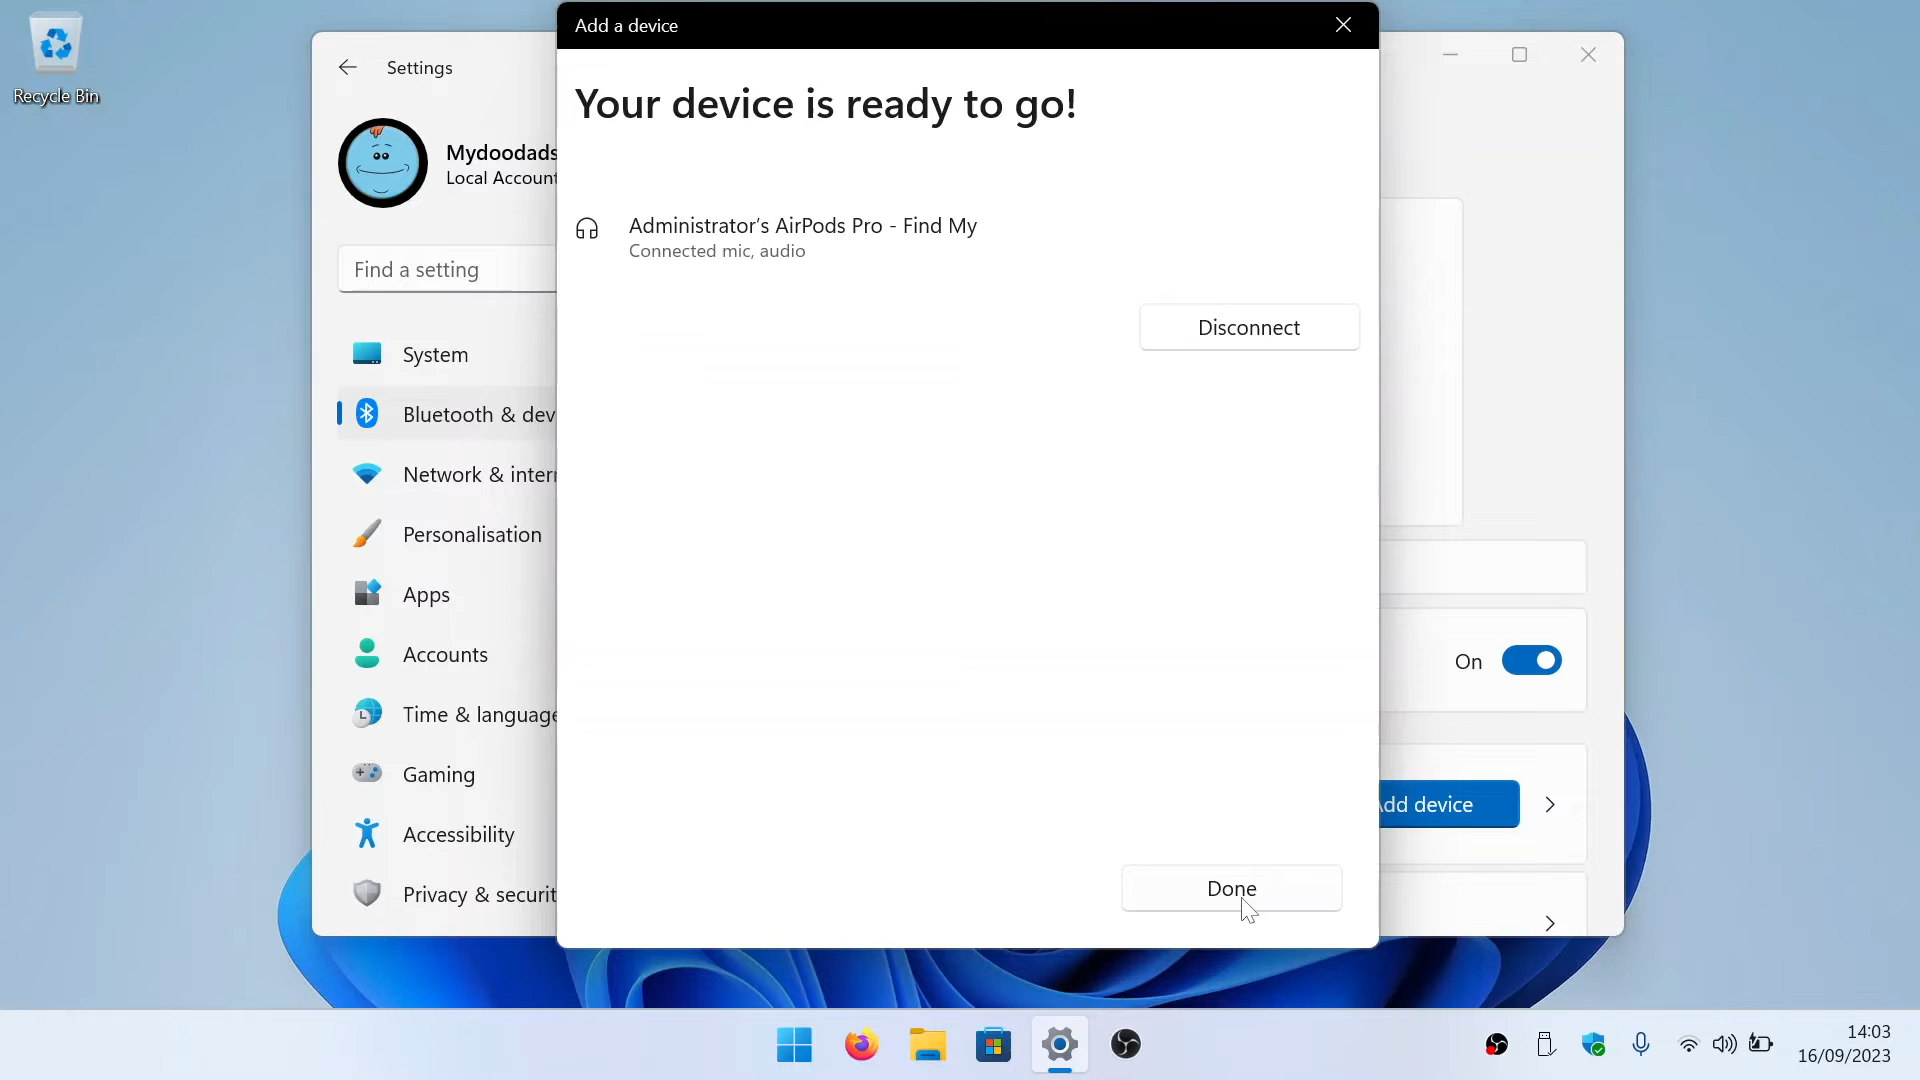 Recycle Bin
Settings
Mydoodads
Local Account
Find a setting
System
Bluetooth & dev
Network & intern
Personalisation
Apps
Accounts
Time & language
Gaming
Accessibility
Privacy & securit
Add a device
Your device is ready to go!
Administrator’s AirPods Pro - Find My
Connected mic, audio
Disconnect
Done
On
Add device
14:03
16/09/2023